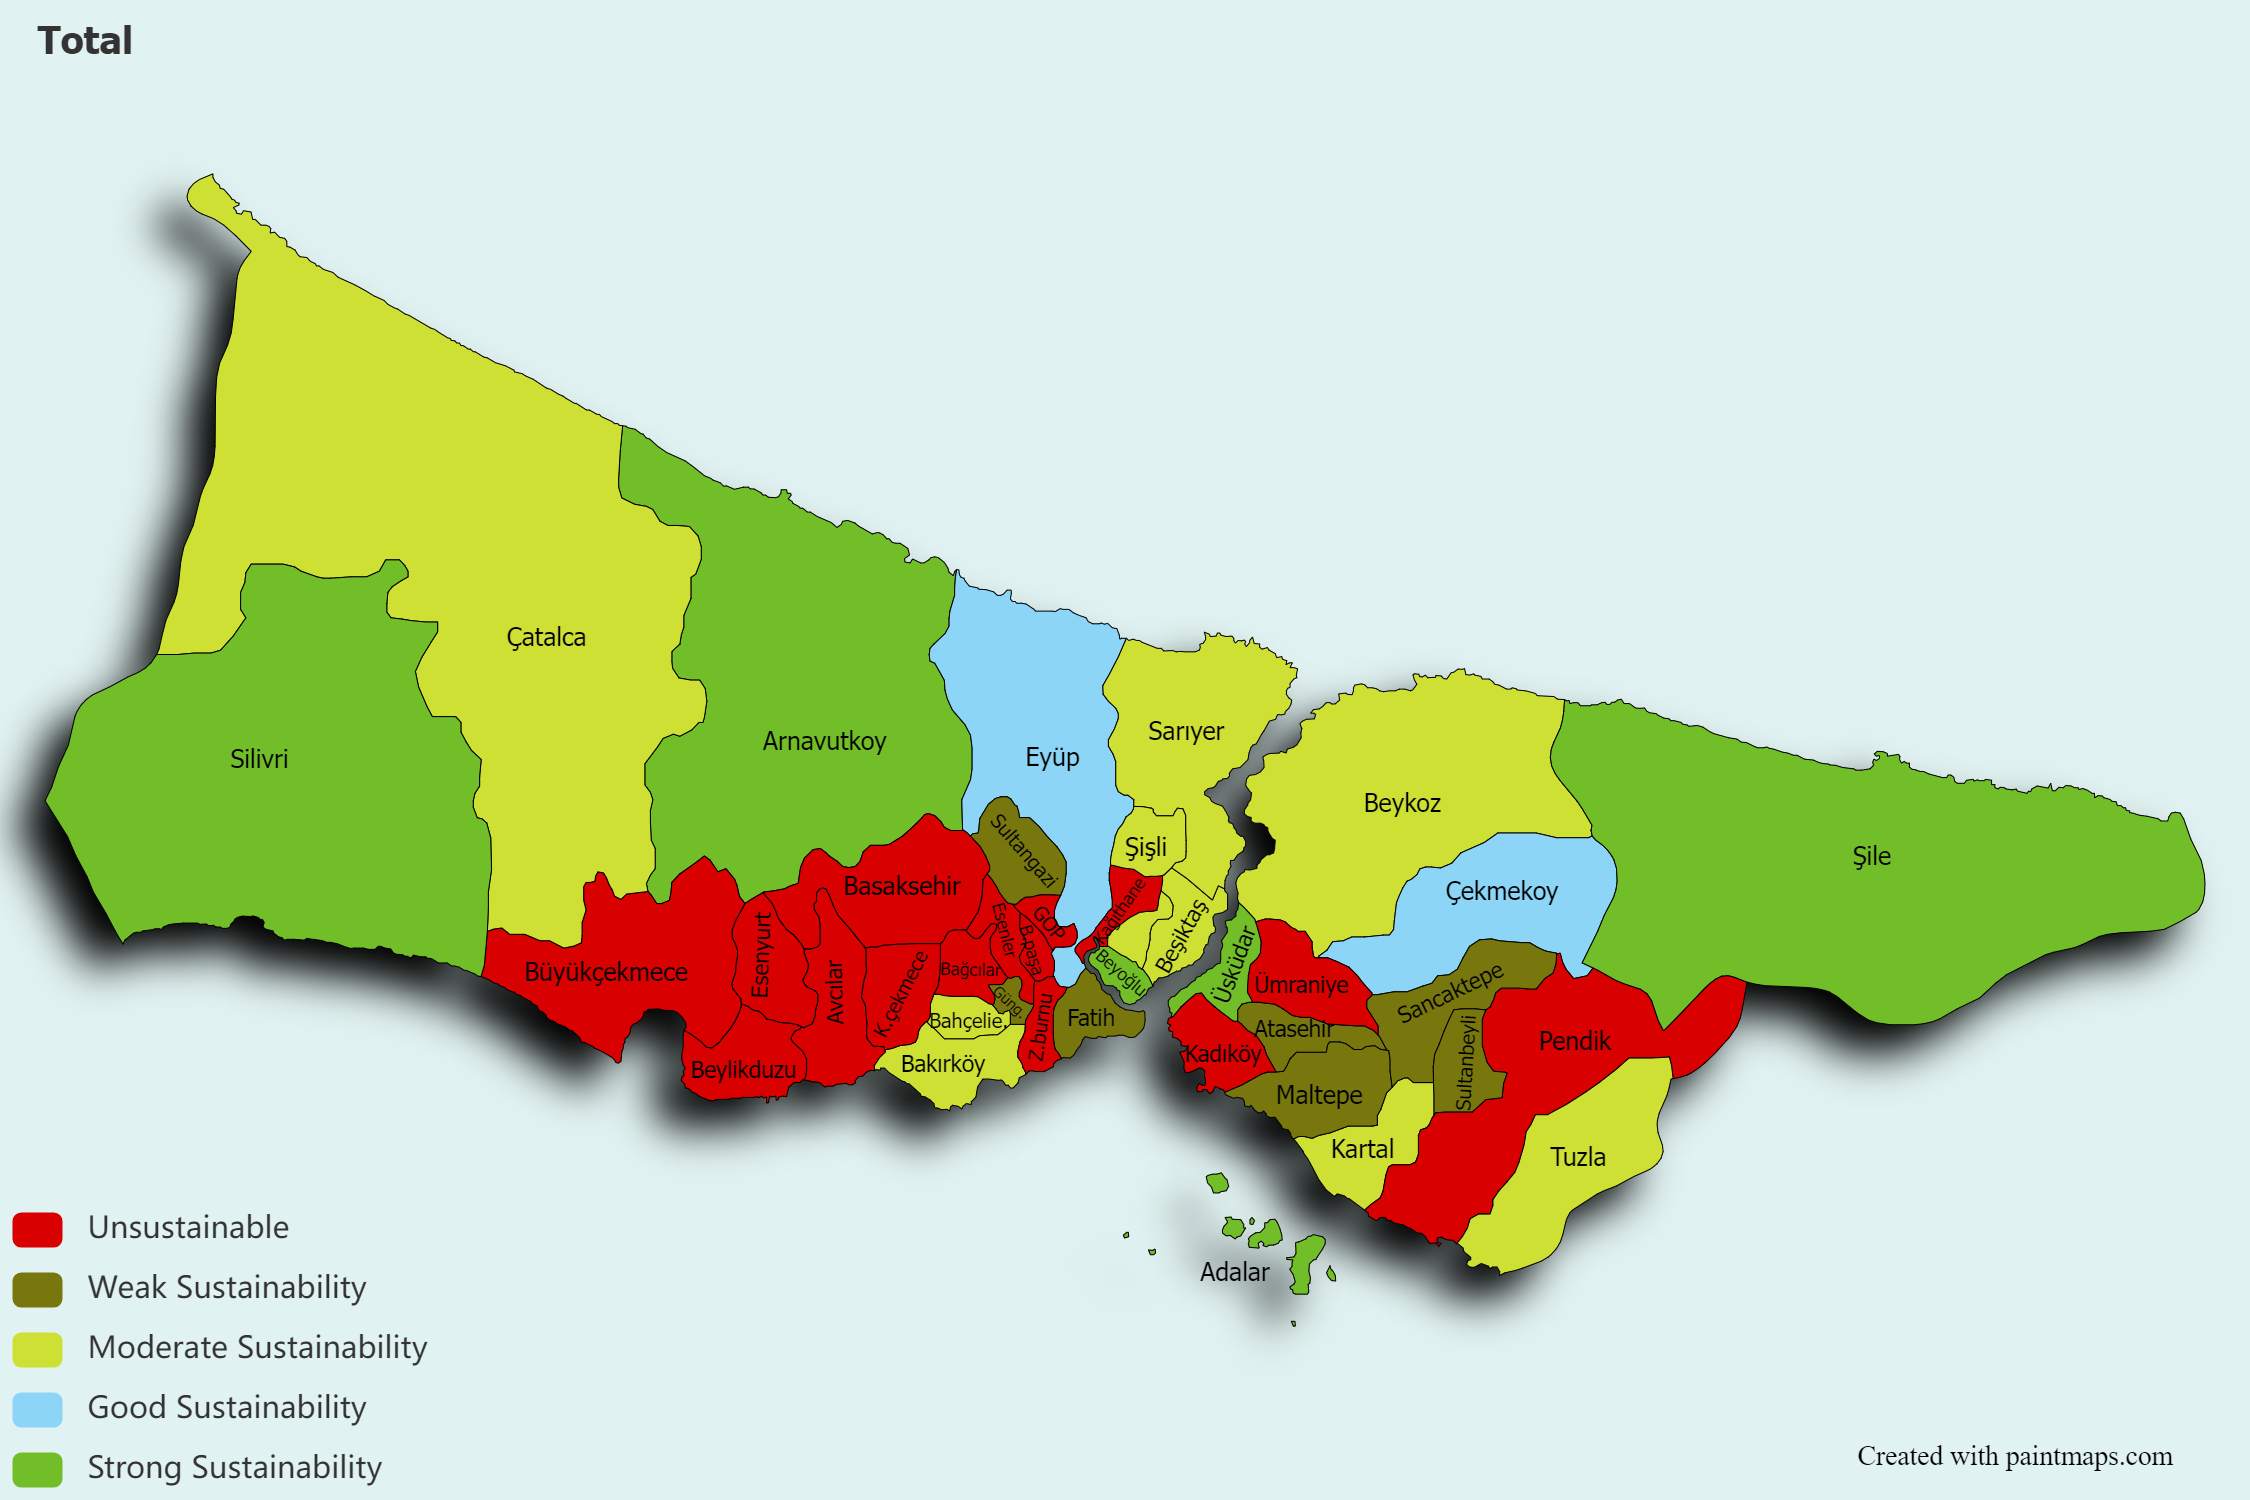 Total
Çatalca
Silivri
Arnavutkoy
Eyüp
Sarıyer
Beykoz
Şile
Şişli
Sultangazi
Basaksehir
Çekmekoy
Kağıthane
GOP
Esenler
B.paşa
Beşiktaş
Büyükçekmece
Esenyurt
Avcılar
K.çekmece
Bağcılar
Güng.
Beyoğlu
Üsküdar
Ümraniye
Sancaktepe
Bahçelie.
Z.burnu
Fatih
Atasehir
Sultanbeyli
Pendik
Kadıköy
Beylikduzu
Bakırköy
Maltepe
Kartal
Tuzla
Adalar
Unsustainable
Weak Sustainability
Moderate Sustainability
Good Sustainability
Strong Sustainability
Created with paintmaps.com